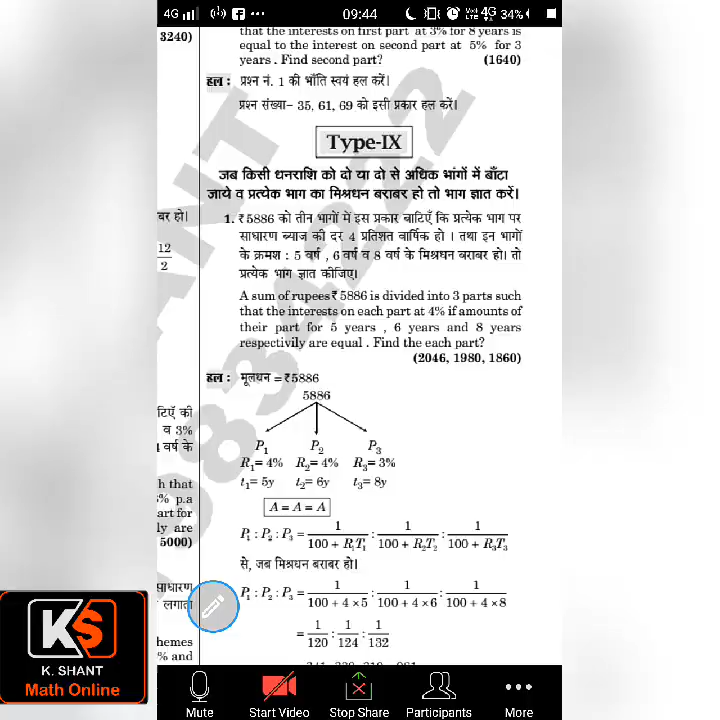 4G 09:44 VoLTE 4G 34%
3240)
that the interests on first part at 3% for 8 years is
equal to the interest on second part at 5% for 3
years . Find second part?
(1640)
हल : प्रश्न नं. 1 की भाँति स्वयं हल करें।
प्रश्न संख्या– 35, 61, 69 को इसी प्रकार हल करें।
Type-IX
जब किसी धनराशि को दो या दो से अधिक भांगों में बाँटा
जाये व प्रत्येक भाग का मिश्रधन बराबर हो तो भाग ज्ञात करें।
बर हो।
12
2
1. ₹ 5886 को तीन भागों में इस प्रकार बाटिएँ कि प्रत्येक भाग पर
साधारण ब्याज की दर 4 प्रतिशत वार्षिक हो । तथा इन भागों
के क्रमश : 5 वर्ष , 6 वर्ष व 8 वर्ष के मिश्रधन बराबर हो। तो
प्रत्येक भाग ज्ञात कीजिए।
A sum of rupees ₹ 5886 is divided into 3 parts such
that the interests on each part at 4% if amounts of
their part for 5 years , 6 years and 8 years
respectivily are equal . Find the each part?
(2046, 1980, 1860)
हल : मूलधन = ₹ 5886
5886
P₁ P₂ P₃
R₁= 4% R₂= 4% R₃= 3%
t₁= 5y t₂= 6y t₃= 8y
A = A = A
टिएँ की
व 3%
वर्ष के
h that
% p.a
art for
ly are
5000)
P₁ : P₂ : P₃ = 1/(100 + R₁T₁) : 1/(100 + R₂T₂) : 1/(100 + R₃T₃)
से, जब मिश्रधन बराबर हो।
P₁ : P₂ : P₃ = 1/(100 + 4 × 5) : 1/(100 + 4 × 6) : 1/(100 + 4 × 8)
= 1/120 : 1/124 : 1/132
साधारण
लगाता
hemes
% and
KS
K. SHANT
Math Online
Mute Start Video Stop Share Participants More